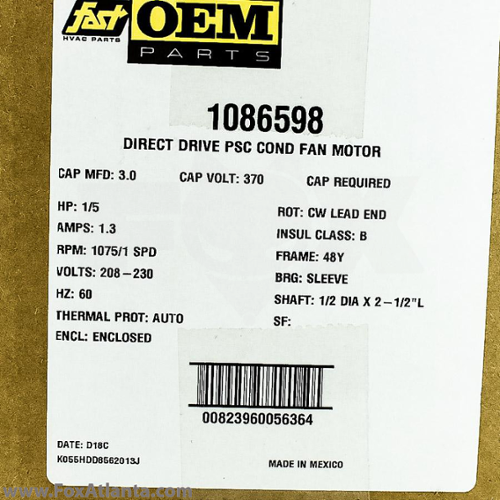 fast OEM
HVAC PARTS
PARTS
1086598
DIRECT DRIVE PSC COND FAN MOTOR
CAP MFD: 3.0 CAP VOLT: 370 CAP REQUIRED
HP: 1/5 ROT: CW LEAD END
AMPS: 1.3 INSUL CLASS: B
RPM: 1075/1 SPD FRAME: 48Y
VOLTS: 208-230 BRG: SLEEVE
HZ: 60 SHAFT: 1/2 DIA X 2-1/2"L
THERMAL PROT: AUTO SF:
ENCL: ENCLOSED
00823960056364
DATE: D18C
K055HDD8562013J MADE IN MEXICO
www.FoxAtlanta.com